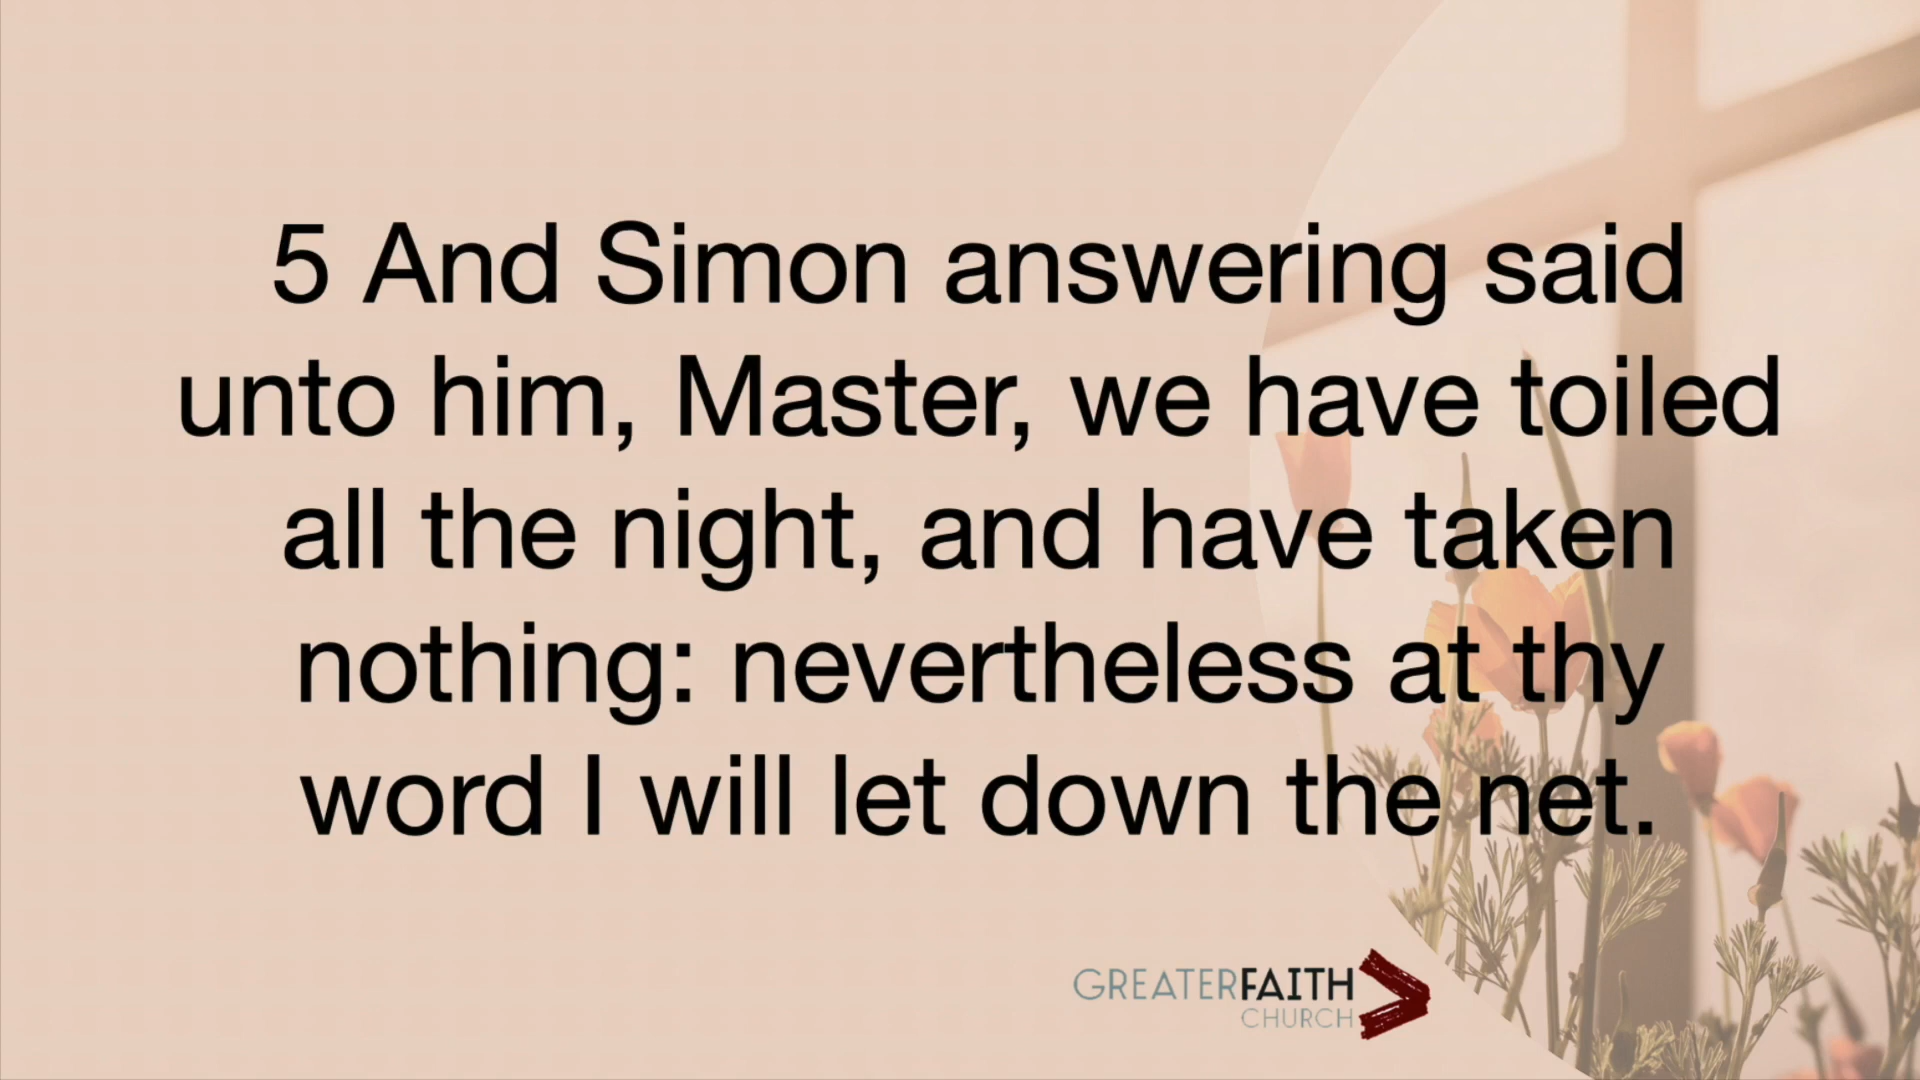 5 And Simon answering said
unto him, Master, we have toiled
all the night, and have taken
nothing: nevertheless at thy
word I will let down the net.
GREATERFAITH
CHURCH